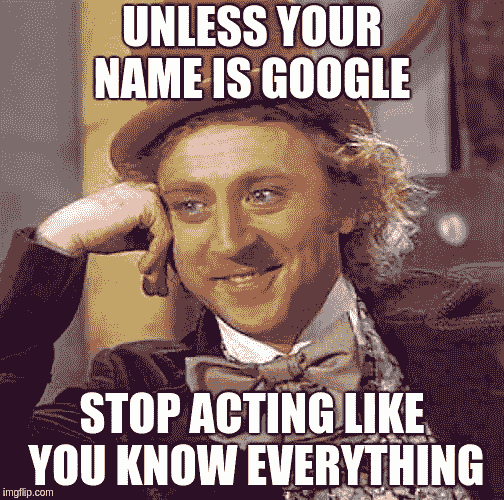 UNLESS YOUR
NAME IS GOOGLE
STOP ACTING LIKE
YOU KNOW EVERYTHING
imgflip.com